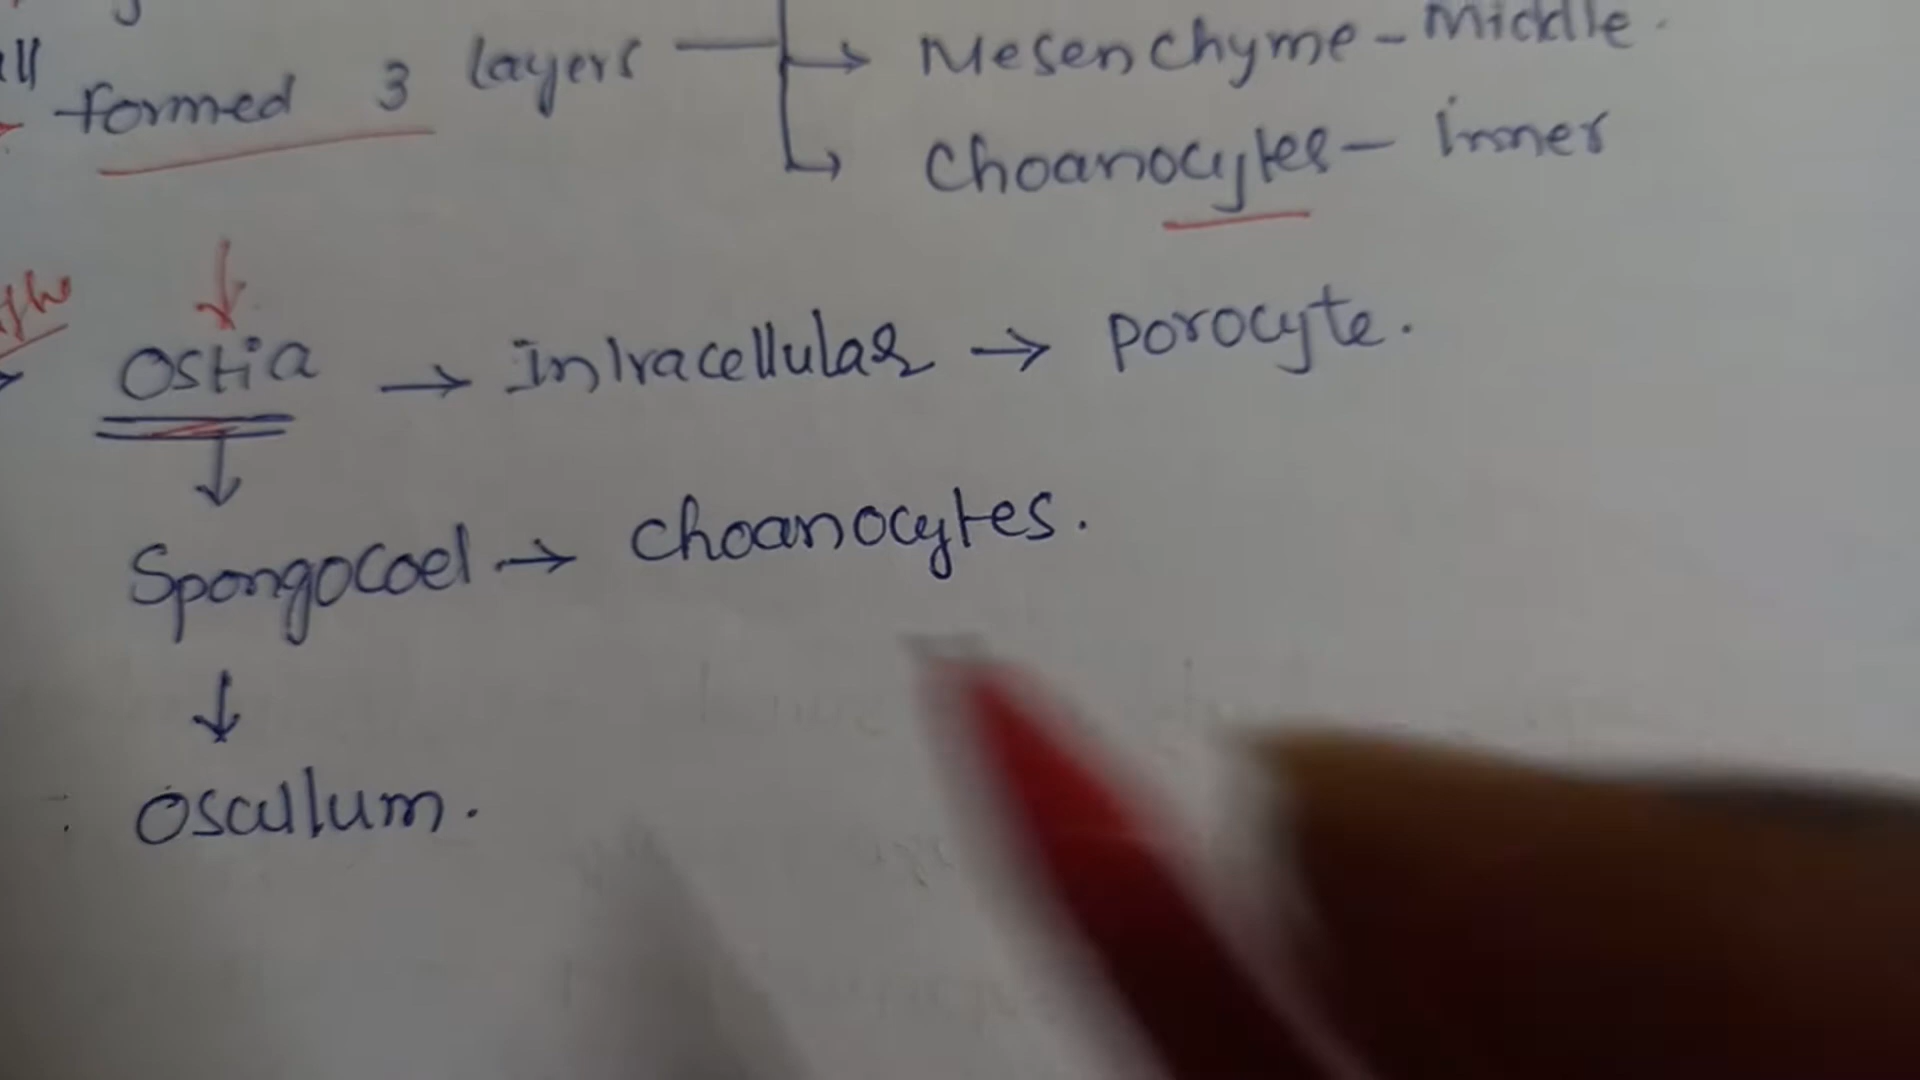 formed 3 layers → Mesenchyme - Middle.
→ Choanocytes - inner
Ostia → Intracellular → porocyte.
↓
Spongocoel → choanocytes.
↓
Osculum.